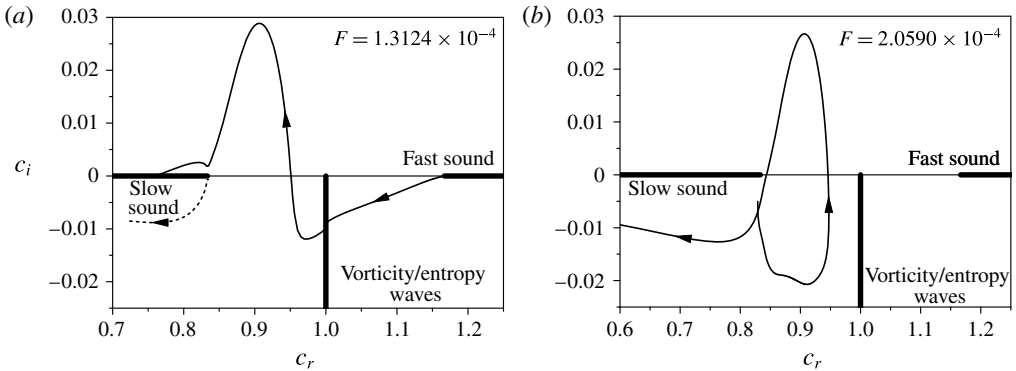 (a)
F = 1.3124 × 10⁻⁴
0.03
0.02
0.01
0
−0.01
−0.02
c_i
Fast sound
Slow
sound
Vorticity/entropy
waves
0.7 0.8 0.9 1.0 1.1 1.2
c_r
(b)
F = 2.0590 × 10⁻⁴
0.03
0.02
0.01
0
−0.01
−0.02
Fast sound
Slow sound
Vorticity/entropy
waves
0.6 0.7 0.8 0.9 1.0 1.1 1.2
c_r